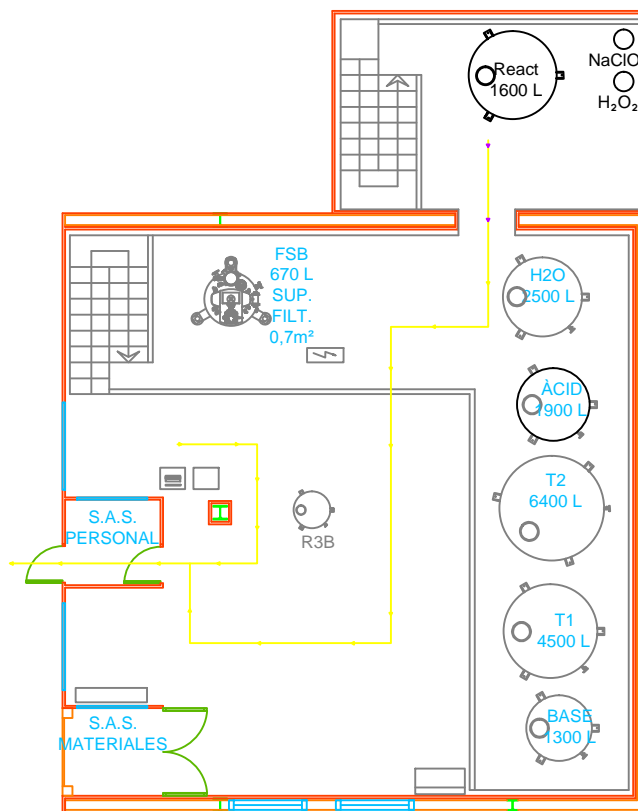 React
1600 L
NaClO
H₂O₂
FSB
670 L
SUP.
FILT.
0,7m²
H2O
2500 L
ÀCID
1900 L
T2
6400 L
S.A.S.
PERSONAL
R3B
T1
4500 L
S.A.S.
MATERIALES
BASE
1300 L